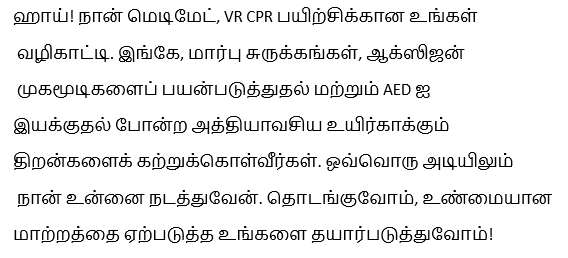 ஹாய்! நான் மெடிமேட், VR CPR பயிற்சிக்கான உங்கள்
வழிகாட்டி. இங்கே, மார்பு சுருக்கங்கள், ஆக்ஸிஜன்
முகமூடிகளைப் பயன்படுத்துதல் மற்றும் AED ஐ
இயக்குதல் போன்ற அத்தியாவசிய உயிர்காக்கும்
திறன்களைக் கற்றுக்கொள்வீர்கள். ஒவ்வொரு அடியிலும்
நான் உன்னை நடத்துவேன். தொடங்குவோம், உண்மையான
மாற்றத்தை ஏற்படுத்த உங்களை தயார்படுத்துவோம்!